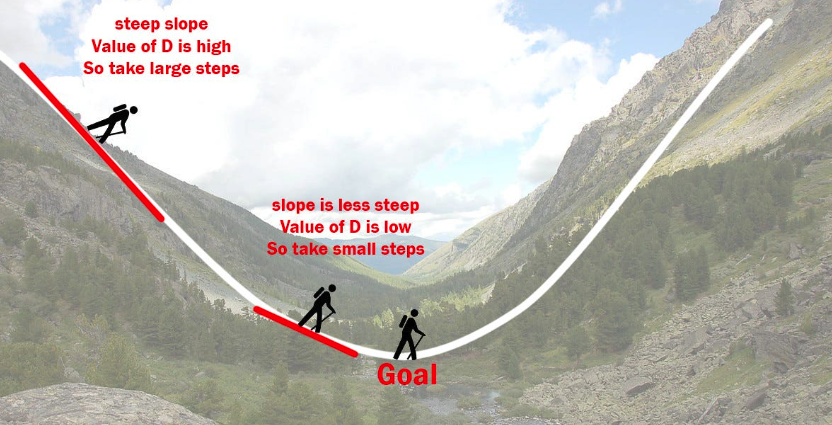 steep slope
Value of D is high
So take large steps
slope is less steep
Value of D is low
So take small steps
Goal